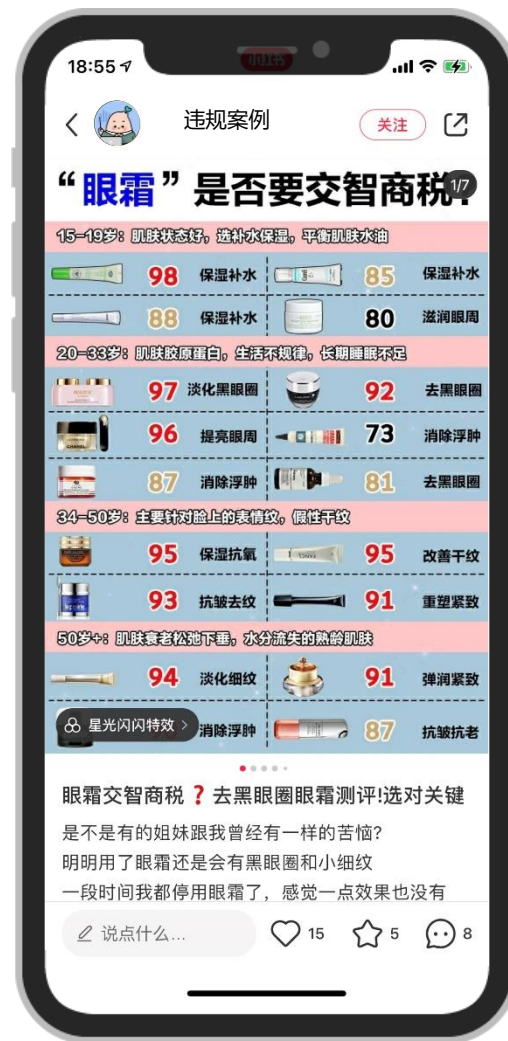 18:55
小红书
违规案例
关注
“眼霜”是否要交智商税?
1/7
15-19岁：肌肤状态好，选补水保湿，平衡肌肤水油
98 保湿补水 85 保湿补水
88 保湿补水 80 滋润眼周
20-33岁：肌肤胶原蛋白，生活不规律，长期睡眠不足
97 淡化黑眼圈 92 去黑眼圈
96 提亮眼周 73 消除浮肿
CHANEL
87 消除浮肿 81 去黑眼圈
34-50岁：主要针对脸上的表情纹，假性干纹
95 保湿抗氧 95 改善干纹
FANCL
93 抗皱去纹 91 重塑紧致
50岁+：肌肤衰老松弛下垂，水分流失的熟龄肌肤
94 淡化细纹 91 弹润紧致
星光闪闪特效 >
消除浮肿 87 抗皱抗老
眼霜交智商税❓去黑眼圈眼霜测评!选对关键
是不是有的姐妹跟我曾经有一样的苦恼?
明明用了眼霜还是会有黑眼圈和小细纹
一段时间我都停用眼霜了，感觉一点效果也没有
说点什么... 15 5 8